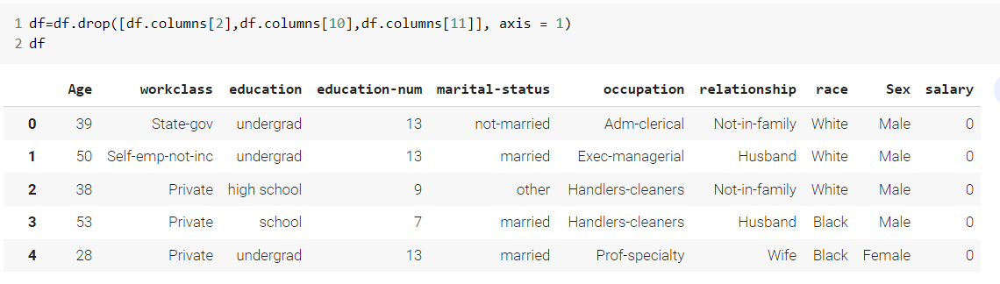 1 df=df.drop([df.columns[2],df.columns[10],df.columns[11]], axis = 1)
2 df
Age workclass education education-num marital-status occupation relationship race Sex salary
0 39 State-gov undergrad 13 not-married Adm-clerical Not-in-family White Male 0
1 50 Self-emp-not-inc undergrad 13 married Exec-managerial Husband White Male 0
2 38 Private high school 9 other Handlers-cleaners Not-in-family White Male 0
3 53 Private school 7 married Handlers-cleaners Husband Black Male 0
4 28 Private undergrad 13 married Prof-specialty Wife Black Female 0